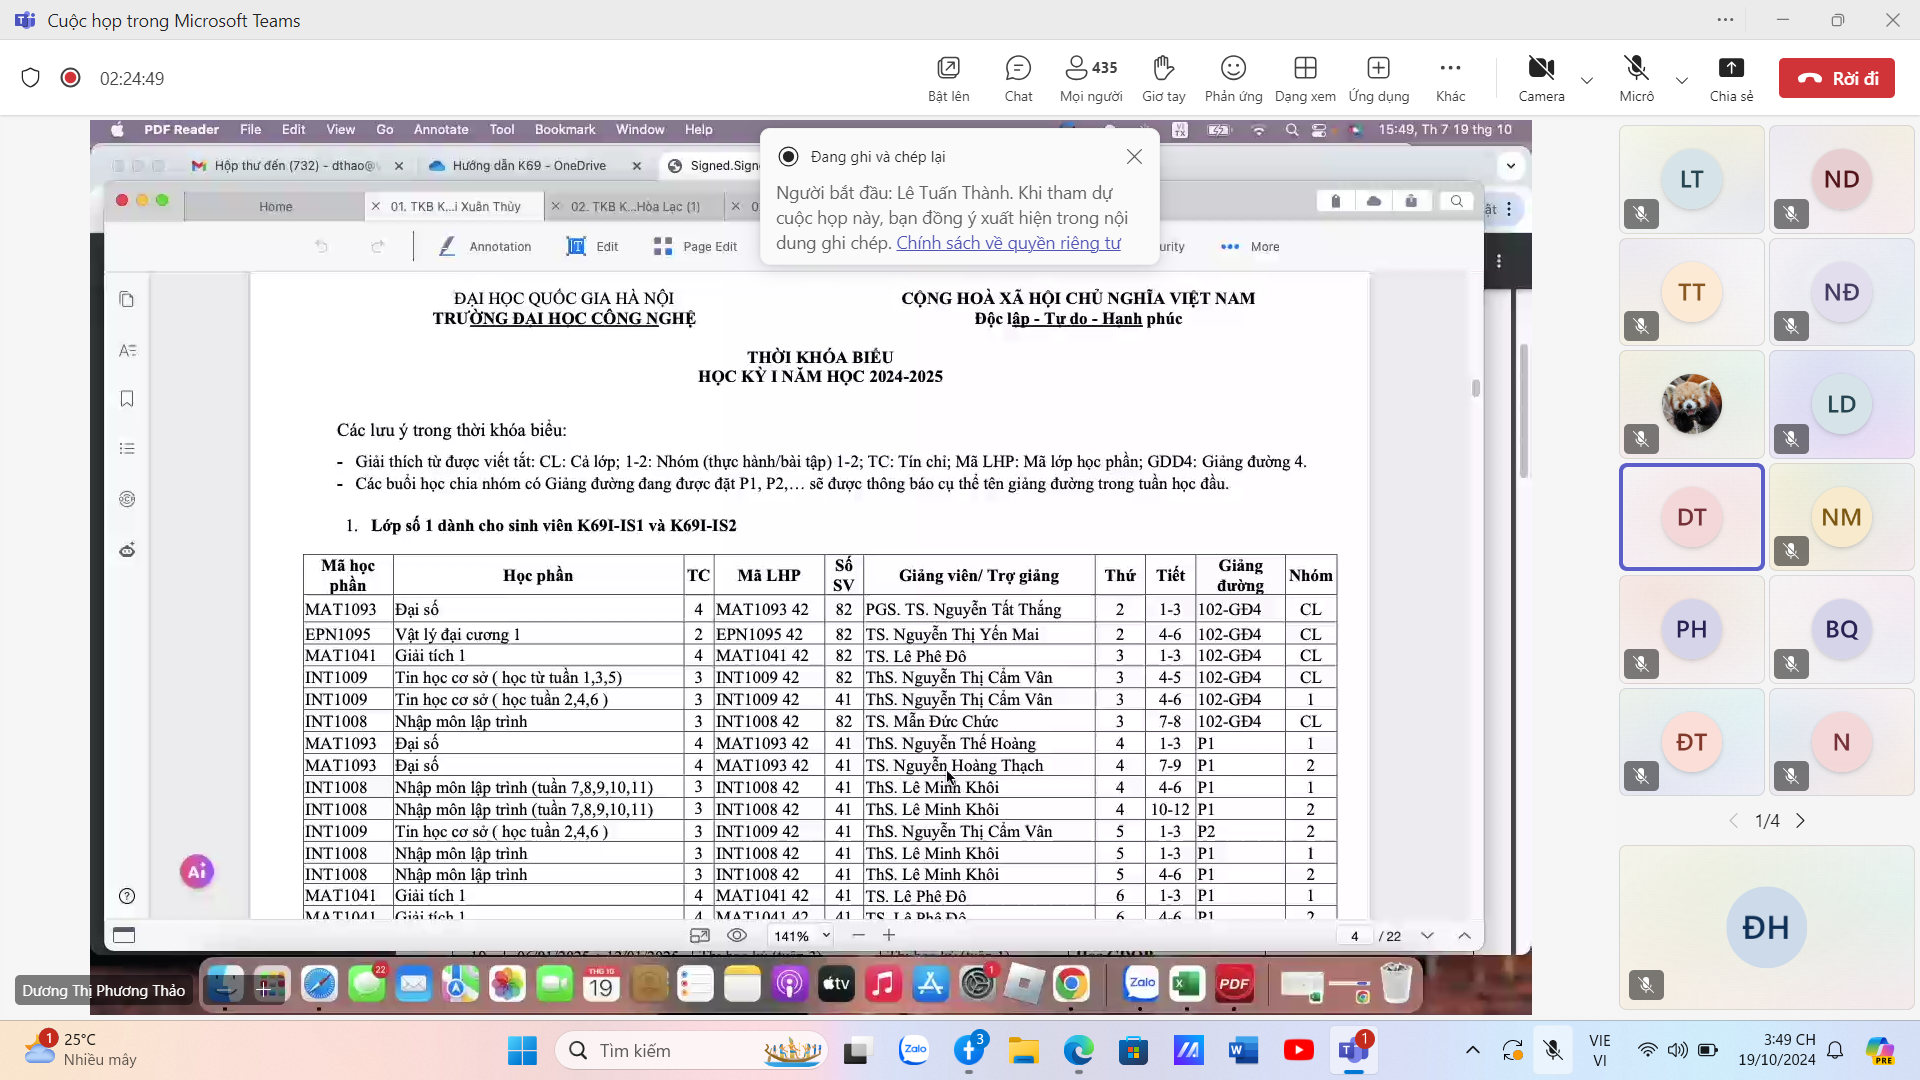 Cuộc họp trong Microsoft Teams
02:24:49
Bật lên
Chat
435
Mọi người
Giơ tay
Phản ứng
Dạng xem
Ứng dụng
Khác
Camera
Micrô
Chia sẻ
Rời đi
PDF Reader File Edit View Go Annotate Tool Bookmark Window Help
15:49, Th 7 19 thg 10
Hộp thư đến (732) - dthao@
Hướng dẫn K69 - OneDrive
Signed.Sign
Đang ghi và chép lại
Người bắt đầu: Lê Tuấn Thành. Khi tham dự
cuộc họp này, bạn đồng ý xuất hiện trong nội
dung ghi chép. Chính sách về quyền riêng tư
Home
01. TKB K...i Xuân Thủy
02. TKB K...Hòa Lạc (1)
Annotation
Edit
Page Edit
urity
More
ĐẠI HỌC QUỐC GIA HÀ NỘI
TRƯỜNG ĐẠI HỌC CÔNG NGHỆ
CỘNG HOÀ XÃ HỘI CHỦ NGHĨA VIỆT NAM
Độc lập - Tự do - Hạnh phúc
THỜI KHÓA BIỂU
HỌC KỲ I NĂM HỌC 2024-2025
Các lưu ý trong thời khóa biểu:
- Giải thích từ được viết tắt: CL: Cả lớp; 1-2: Nhóm (thực hành/bài tập) 1-2; TC: Tín chỉ; Mã LHP: Mã lớp học phần; GDD4: Giảng đường 4.
- Các buổi học chia nhóm có Giảng đường đang được đặt P1, P2,… sẽ được thông báo cụ thể tên giảng đường trong tuần học đầu.
1. Lớp số 1 dành cho sinh viên K69I-IS1 và K69I-IS2
Mã học phần Học phần TC Mã LHP Số SV Giảng viên/ Trợ giảng Thứ Tiết Giảng đường Nhóm
MAT1093 Đại số 4 MAT1093 42 82 PGS. TS. Nguyễn Tất Thắng 2 1-3 102-GĐ4 CL
EPN1095 Vật lý đại cương 1 2 EPN1095 42 82 TS. Nguyễn Thị Yến Mai 2 4-6 102-GĐ4 CL
MAT1041 Giải tích 1 4 MAT1041 42 82 TS. Lê Phê Đô 3 1-3 102-GĐ4 CL
INT1009 Tin học cơ sở ( học từ tuần 1,3,5) 3 INT1009 42 82 ThS. Nguyễn Thị Cẩm Vân 3 4-5 102-GĐ4 CL
INT1009 Tin học cơ sở ( học tuần 2,4,6 ) 3 INT1009 42 41 ThS. Nguyễn Thị Cẩm Vân 3 4-6 102-GĐ4 1
INT1008 Nhập môn lập trình 3 INT1008 42 82 TS. Mẫn Đức Chức 3 7-8 102-GĐ4 CL
MAT1093 Đại số 4 MAT1093 42 41 ThS. Nguyễn Thế Hoàng 4 1-3 P1 1
MAT1093 Đại số 4 MAT1093 42 41 TS. Nguyễn Hoàng Thạch 4 7-9 P1 2
INT1008 Nhập môn lập trình (tuần 7,8,9,10,11) 3 INT1008 42 41 ThS. Lê Minh Khôi 4 4-6 P1 1
INT1008 Nhập môn lập trình (tuần 7,8,9,10,11) 3 INT1008 42 41 ThS. Lê Minh Khôi 4 10-12 P1 2
INT1009 Tin học cơ sở ( học tuần 2,4,6 ) 3 INT1009 42 41 ThS. Nguyễn Thị Cẩm Vân 5 1-3 P2 2
INT1008 Nhập môn lập trình 3 INT1008 42 41 ThS. Lê Minh Khôi 5 1-3 P1 1
INT1008 Nhập môn lập trình 3 INT1008 42 41 ThS. Lê Minh Khôi 5 4-6 P1 2
MAT1041 Giải tích 1 4 MAT1041 42 41 TS. Lê Phê Đô 6 1-3 P1 1
MAT1041 Giải tích 1 4 MAT1041 42 41 TS. Lê Phê Đô 6 4-6 P1 2
Ai
141%
4 / 22
LT
ND
TT
NĐ
LD
DT
NM
PH
BQ
ĐT
N
1/4
ĐH
Dương Thị Phương Thảo
22
THG 10
19
tv
1
Zalo
PDF
1
25°C
Nhiều mây
Tìm kiếm
Zalo
3
1
VIE
VI
3:49 CH
19/10/2024
PRE